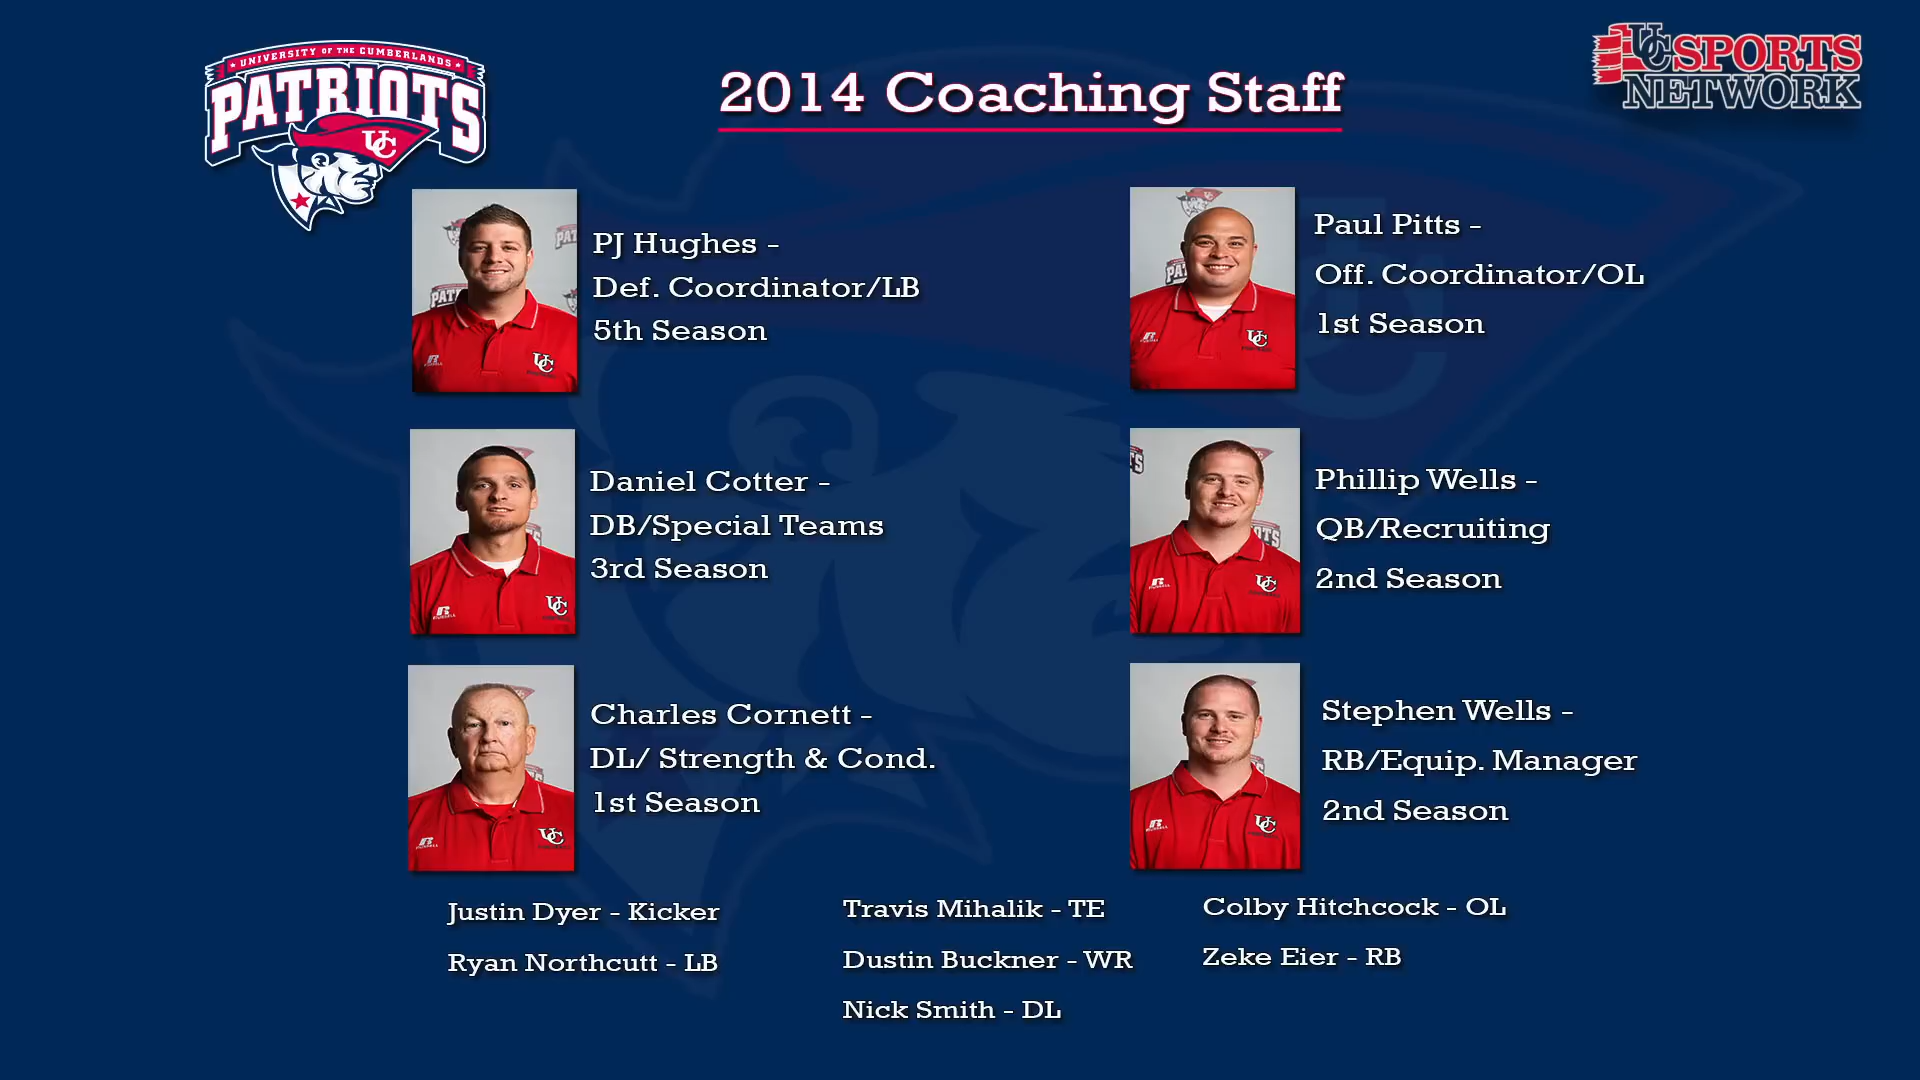 UNIVERSITY OF THE CUMBERLANDS
PATRIOTS
UC
2014 Coaching Staff
UC SPORTS
NETWORK
PJ Hughes -
Def. Coordinator/LB
5th Season
Paul Pitts -
Off. Coordinator/OL
1st Season
Daniel Cotter -
DB/Special Teams
3rd Season
Phillip Wells -
QB/Recruiting
2nd Season
Charles Cornett -
DL/ Strength & Cond.
1st Season
Stephen Wells -
RB/Equip. Manager
2nd Season
Justin Dyer - Kicker
Ryan Northcutt - LB
Travis Mihalik - TE
Dustin Buckner - WR
Nick Smith - DL
Colby Hitchcock - OL
Zeke Eier - RB